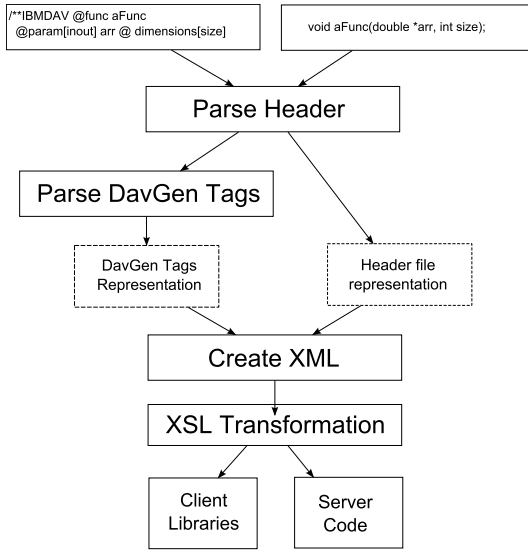 /**IBMDAV @func aFunc
@param[inout] arr @ dimensions[size]
void aFunc(double *arr, int size);
Parse Header
Parse DavGen Tags
DavGen Tags
Representation
Header file
representation
Create XML
XSL Transformation
Client
Libraries
Server
Code